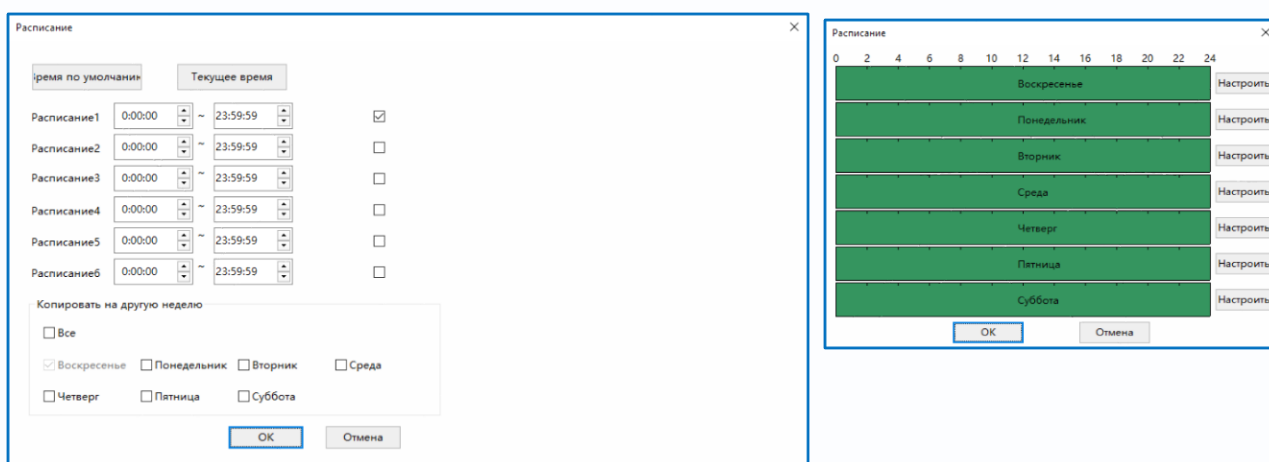 Расписание
Время по умолчанию Текущее время
Расписание1 0:00:00 ~ 23:59:59
Расписание2 0:00:00 ~ 23:59:59
Расписание3 0:00:00 ~ 23:59:59
Расписание4 0:00:00 ~ 23:59:59
Расписание5 0:00:00 ~ 23:59:59
Расписание6 0:00:00 ~ 23:59:59
Копировать на другую неделю
Все
Воскресенье Понедельник Вторник Среда
Четверг Пятница Суббота
OK Отмена
Расписание
0 2 4 6 8 10 12 14 16 18 20 22 24
Воскресенье Настроить
Понедельник Настроить
Вторник Настроить
Среда Настроить
Четверг Настроить
Пятница Настроить
Суббота Настроить
OK Отмена